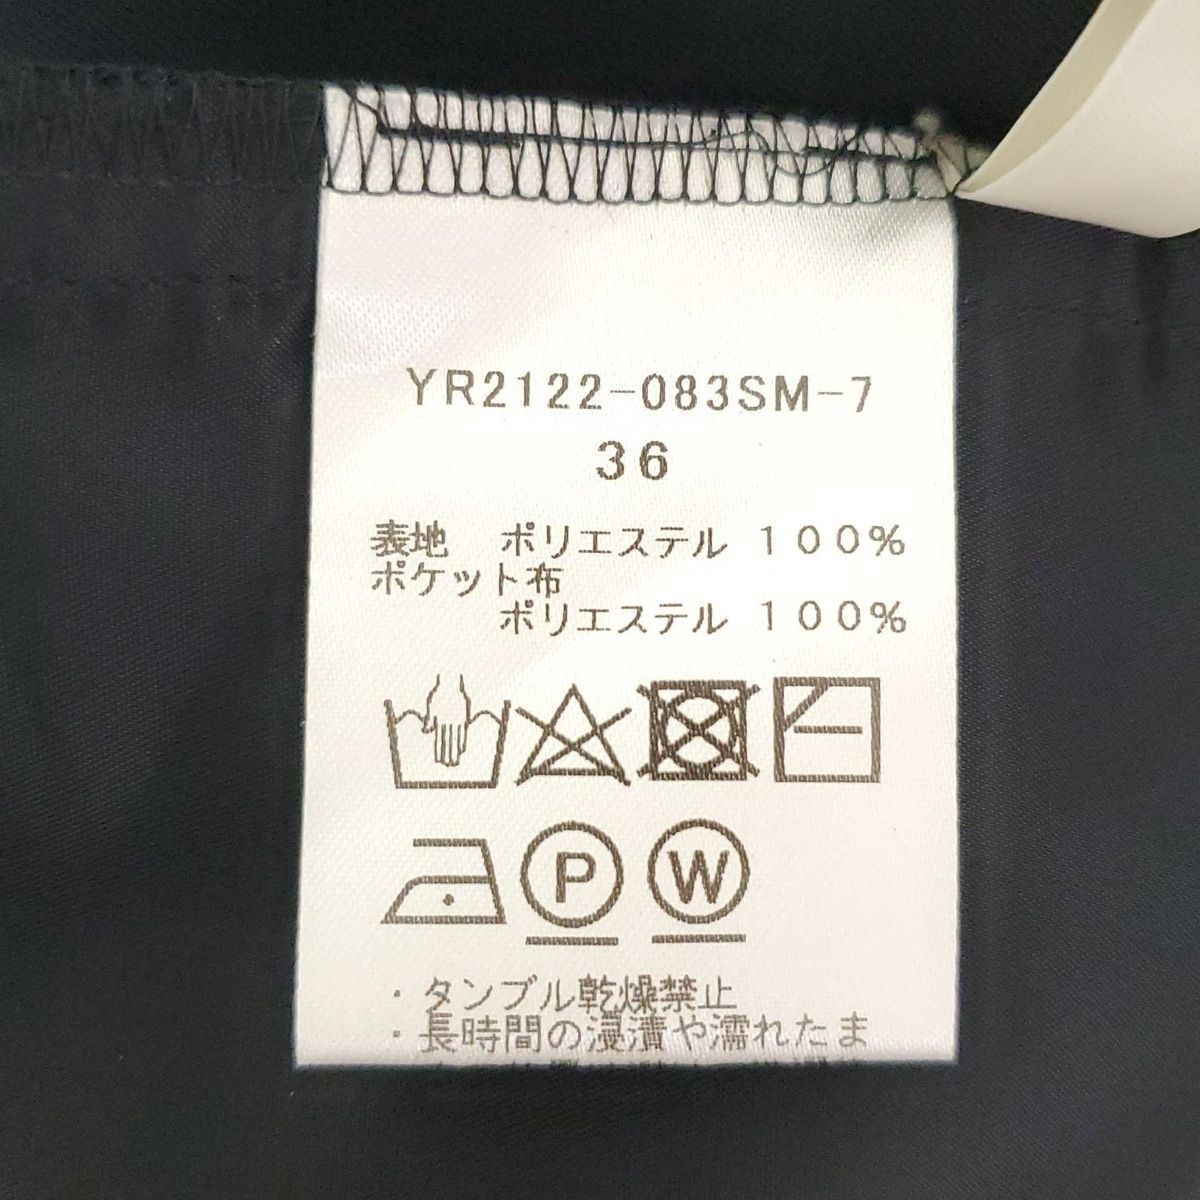 YR2122-083SM-7
36
表地 ポリエステル 100%
ポケット布
ポリエステル 100%
P W
・タンブル乾燥禁止
・長時間の浸漬や濡れたま